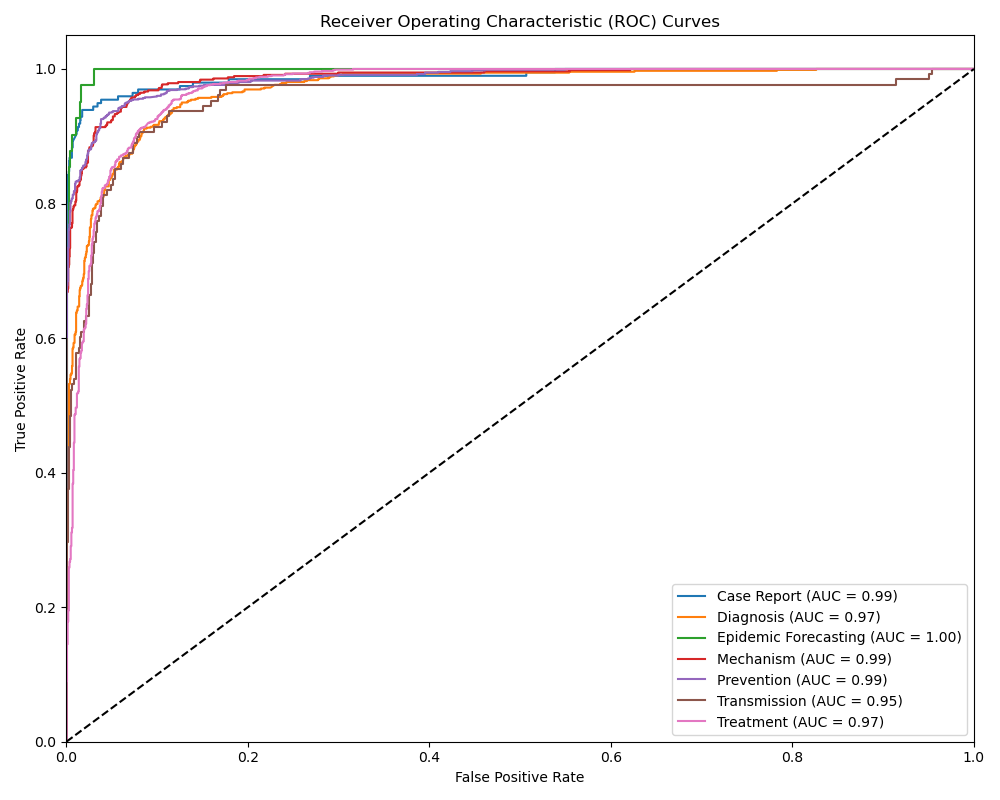 Receiver Operating Characteristic (ROC) Curves
True Positive Rate
1.0
0.8
0.6
0.4
0.2
0.0
0.0 0.2 0.4 0.6 0.8 1.0
False Positive Rate
Case Report (AUC = 0.99)
Diagnosis (AUC = 0.97)
Epidemic Forecasting (AUC = 1.00)
Mechanism (AUC = 0.99)
Prevention (AUC = 0.99)
Transmission (AUC = 0.95)
Treatment (AUC = 0.97)